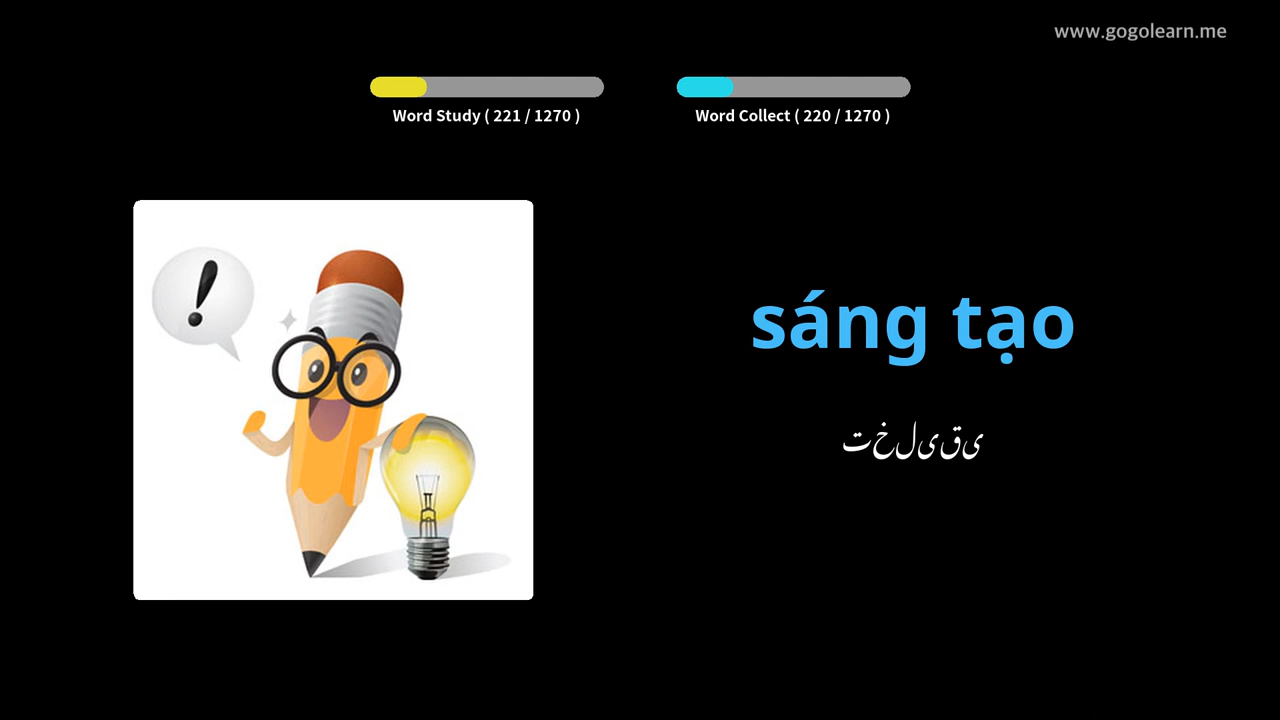 www.gogolearn.me
Word Study ( 221 / 1270 )
Word Collect ( 220 / 1270 )
!
sáng tạo
تخلیقی